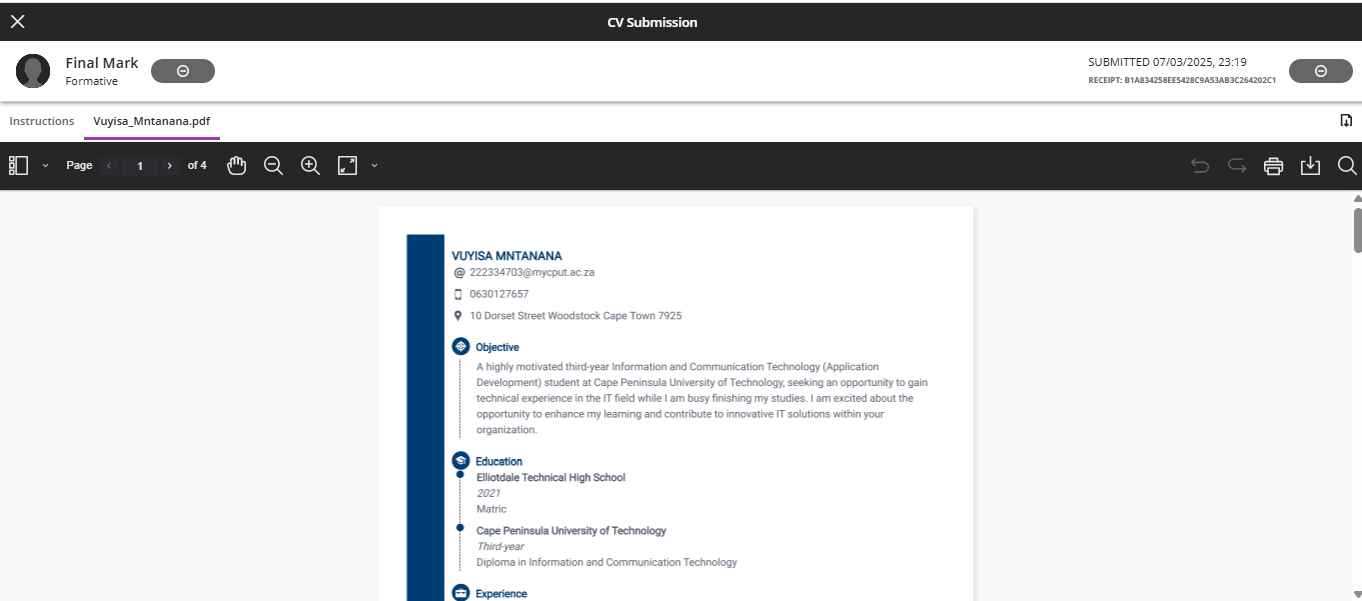 CV Submission
Final Mark
Formative
SUBMITTED 07/03/2025, 23:19
RECEIPT: B1A834258EE5428C9A53AB3C264202C1
Instructions
Vuyisa_Mntanana.pdf
Page 1 of 4
VUYISA MNTANANA
@ 222334703@mycput.ac.za
0630127657
10 Dorset Street Woodstock Cape Town 7925
Objective
A highly motivated third-year Information and Communication Technology (Application
Development) student at Cape Peninsula University of Technology, seeking an opportunity to gain
technical experience in the IT field while I am busy finishing my studies. I am excited about the
opportunity to enhance my learning and contribute to innovative IT solutions within your
organization.
Education
Elliotdale Technical High School
2021
Matric
Cape Peninsula University of Technology
Third-year
Diploma in Information and Communication Technology
Experience